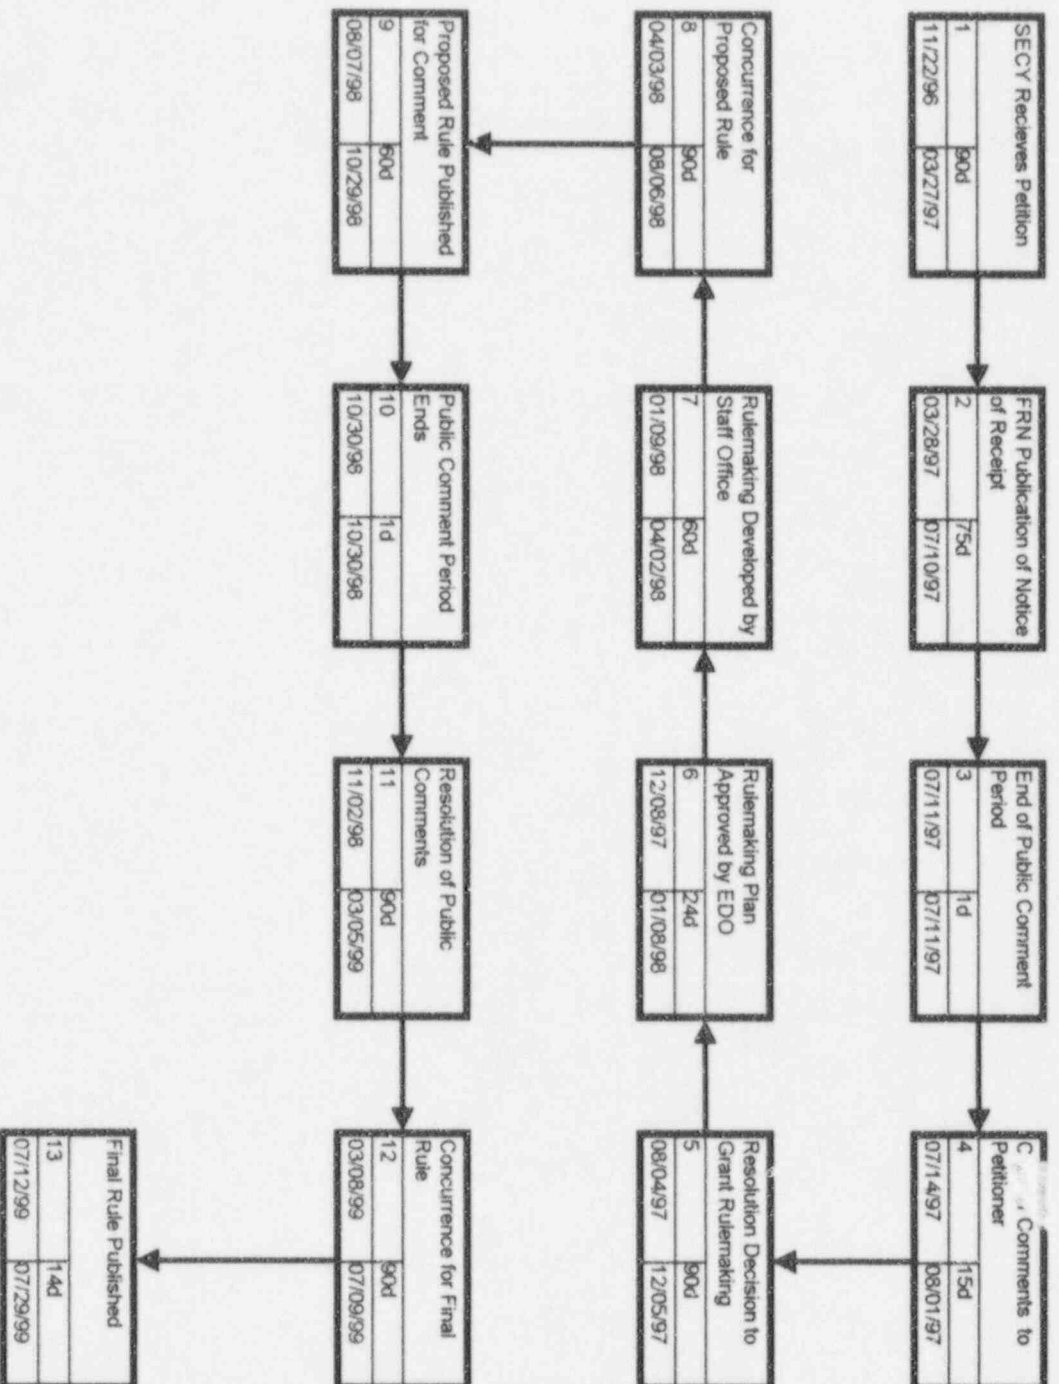 SECY Recieves Petition
1 90d
11/22/96 03/27/97
FRN Publication of Notice
of Receipt
2 75d
03/28/97 07/10/97
End of Public Comment
Period
3 1d
07/11/97 07/11/97
Comments to
Petitioner
4 15d
07/14/97 08/01/97
Resolution Decision to
Grant Rulemaking
5 90d
08/04/97 12/05/97
Rulemaking Plan
Approved by EDO
6 24d
12/08/97 01/08/98
Rulemaking Developed by
Staff Office
7 60d
01/09/98 04/02/98
Concurrence for
Proposed Rule
8 90d
04/03/98 08/06/98
Proposed Rule Published
for Comment
9 60d
08/07/98 10/29/98
Public Comment Period
Ends
10 1d
10/30/98 10/30/98
Resolution of Public
Comments
11 90d
11/02/98 03/05/99
Concurrence for Final
Rule
12 90d
03/08/99 07/09/99
Final Rule Published
13 14d
07/12/99 07/29/99